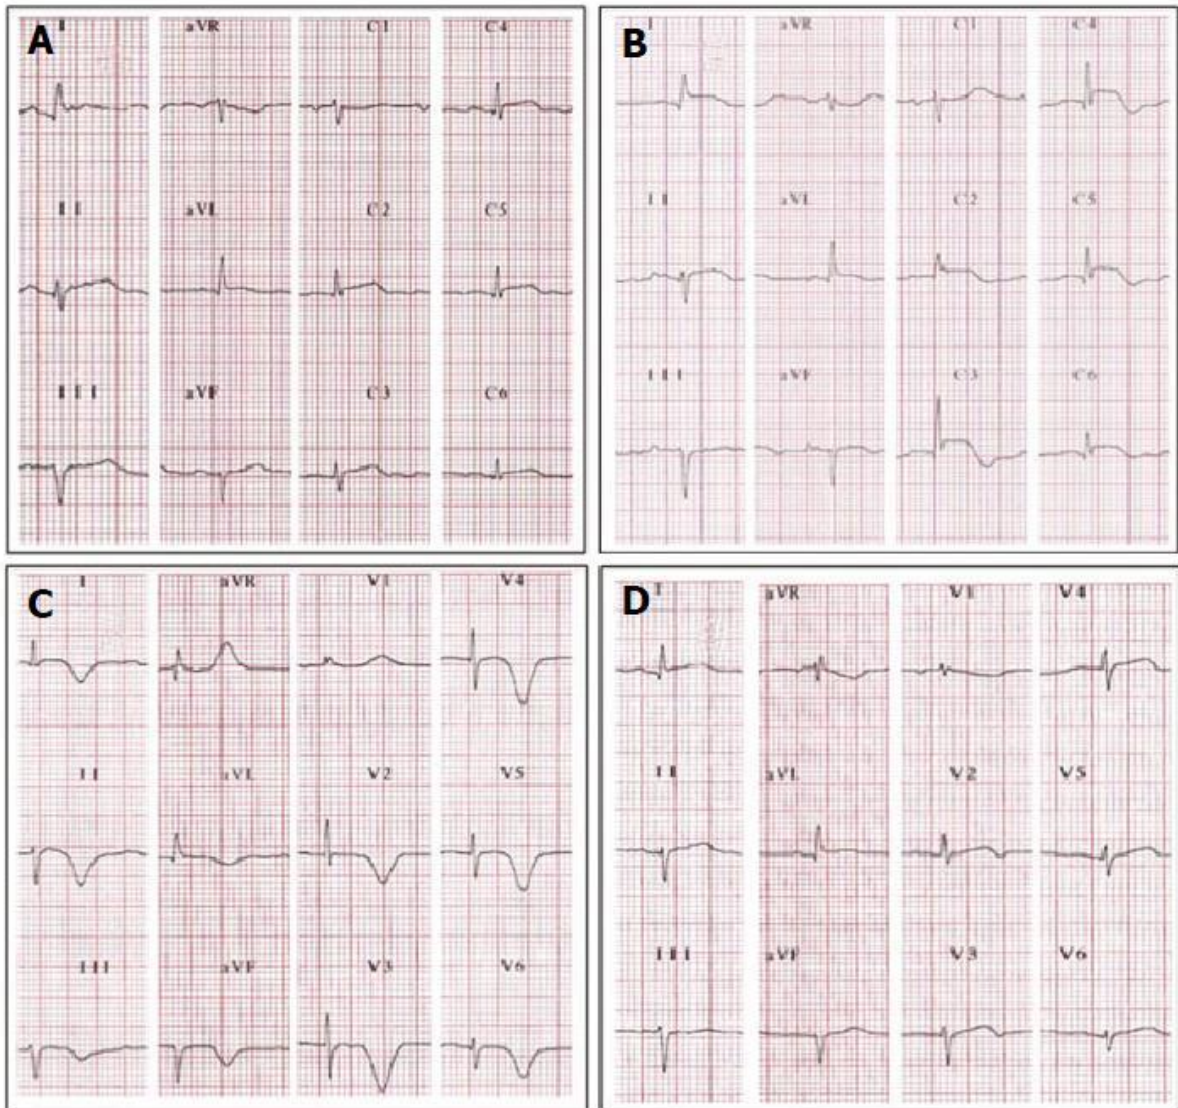 A
I aVR C1 C4
II aVL C2 C5
III aVF C3 C6
B
I aVR C1 C4
II aVL C2 C5
III aVF C3 C6
C
I aVR V1 V4
II aVL V2 V5
III aVF V3 V6
D
I aVR V1 V4
II aVL V2 V5
III aVF V3 V6